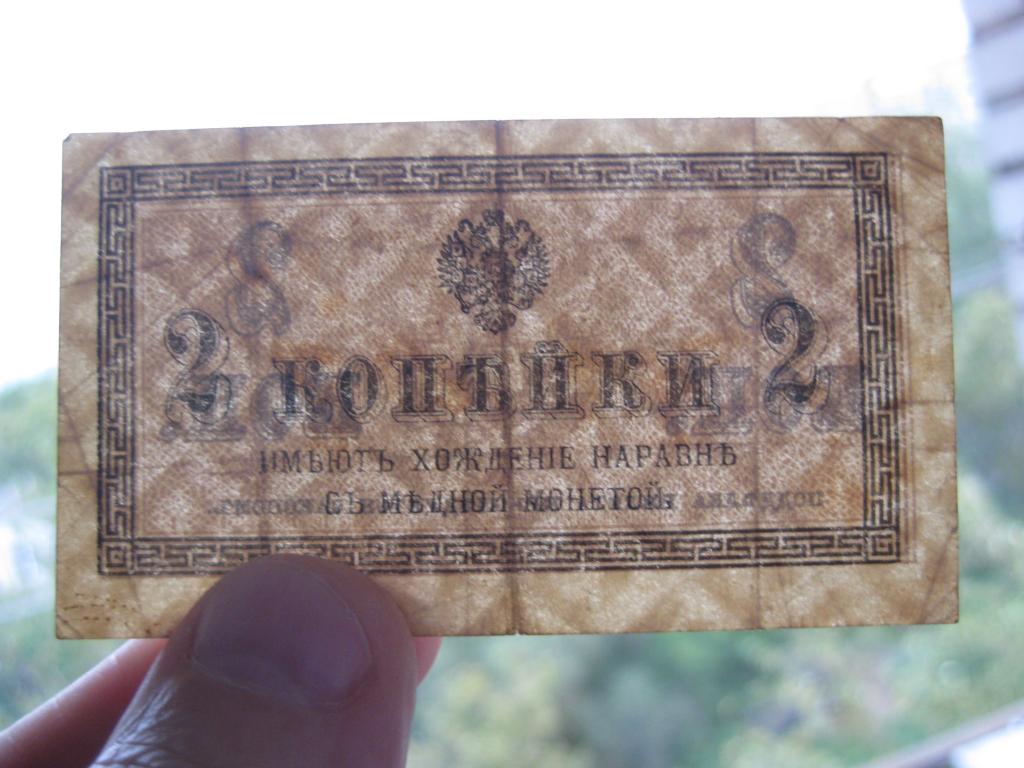 2 КОПѢЙКИ 2
ИМѢЮТЪ ХОЖДЕНІЕ НАРАВНѢ
СЪ МѢДНОЙ МОНЕТОЙ.